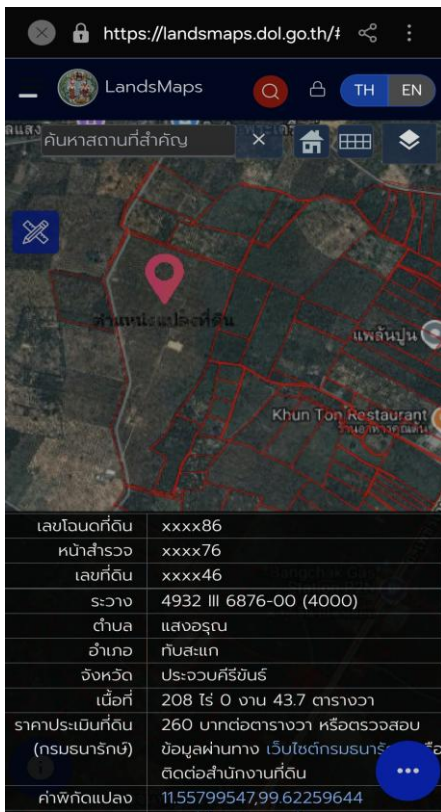 https://landsmaps.dol.go.th/#
LandsMaps
TH EN
ค้นหาสถานที่สำคัญ
ตำแหน่งแปลงที่ดิน
แพล้นปูน
Khun Ton Restaurant
ร้านอาหารคุณต้น
เลขโฉนดที่ดิน xxxx86
หน้าสำรวจ xxxx76
เลขที่ดิน xxxx46
ระวาง 4932 III 6876-00 (4000)
ตำบล แสงอรุณ
อำเภอ ทับสะแก
จังหวัด ประจวบคีรีขันธ์
เนื้อที่ 208 ไร่ 0 งาน 43.7 ตารางวา
ราคาประเมินที่ดิน 260 บาทต่อตารางวา หรือตรวจสอบ
(กรมธนารักษ์) ข้อมูลผ่านทาง เว็บไซต์กรมธนารั
ติดต่อสำนักงานที่ดิน
ค่าพิกัดแปลง 11.55799547,99.62259644